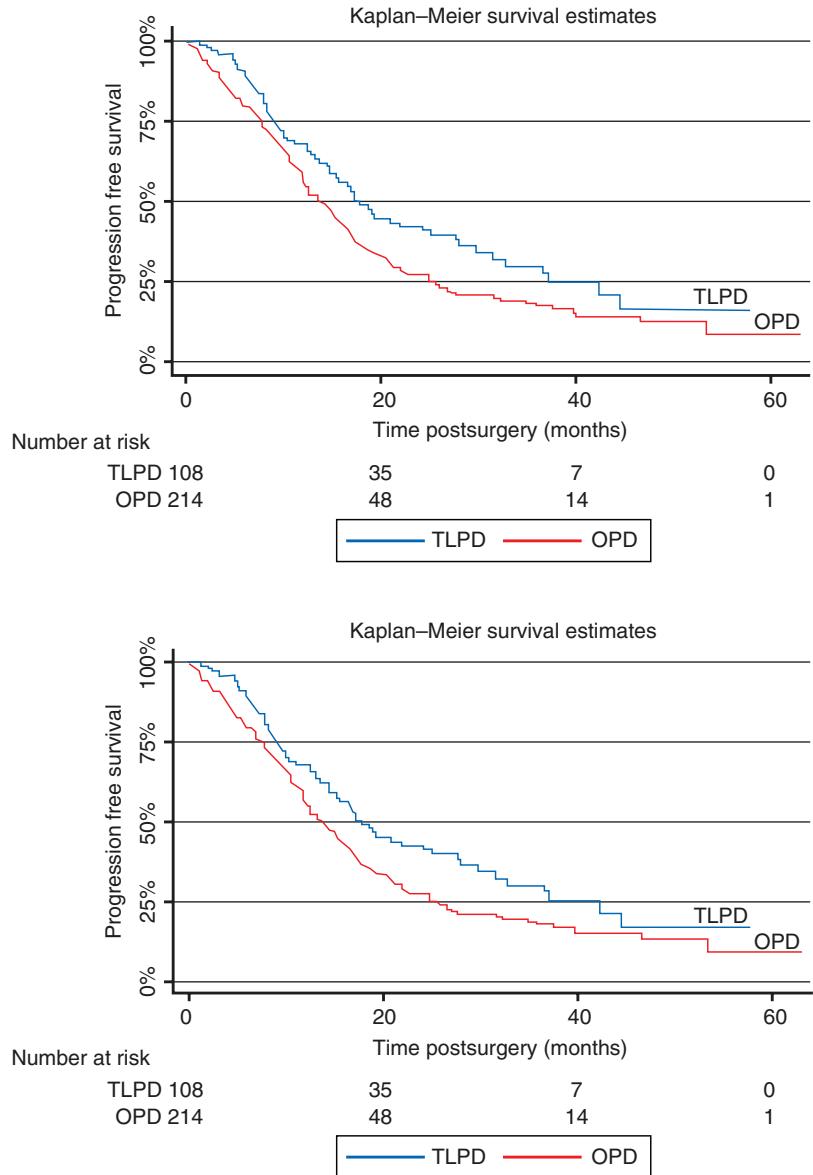 Kaplan–Meier survival estimates
100%
75%
50%
25%
0%
Progression free survival
TLPD
OPD
0 20 40 60
Time postsurgery (months)
Number at risk
TLPD 108 35 7 0
OPD 214 48 14 1
TLPD OPD
Kaplan–Meier survival estimates
100%
75%
50%
25%
0%
Progression free survival
TLPD
OPD
0 20 40 60
Time postsurgery (months)
Number at risk
TLPD 108 35 7 0
OPD 214 48 14 1
TLPD OPD